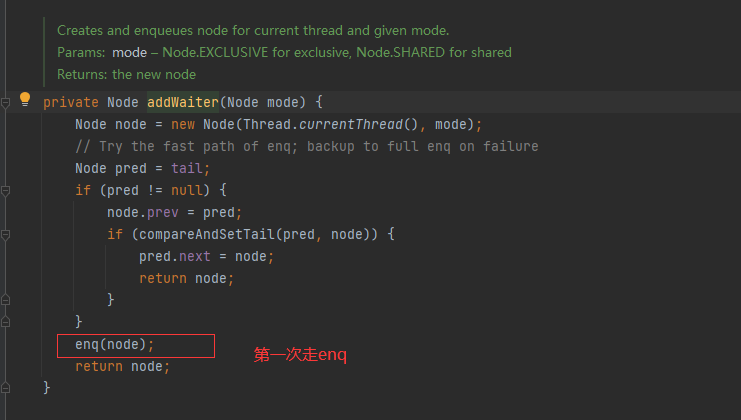 Creates and enqueues node for current thread and given mode.
Params: mode – Node.EXCLUSIVE for exclusive, Node.SHARED for shared
Returns: the new node
private Node addWaiter(Node mode) {
Node node = new Node(Thread.currentThread(), mode);
// Try the fast path of enq; backup to full enq on failure
Node pred = tail;
if (pred != null) {
node.prev = pred;
if (compareAndSetTail(pred, node)) {
pred.next = node;
return node;
}
}
enq(node); 第一次走enq
return node;
}